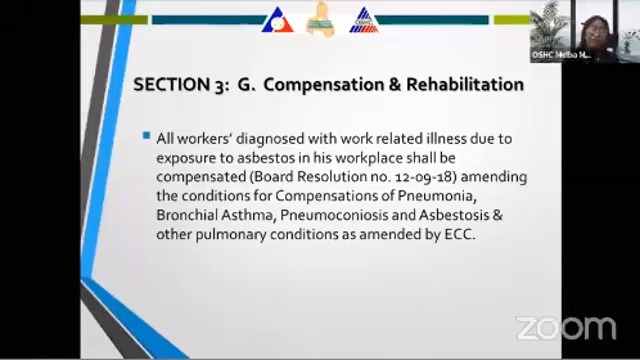 OSHC
OSHC Melba M...
SECTION 3: G. Compensation & Rehabilitation
All workers' diagnosed with work related illness due to
exposure to asbestos in his workplace shall be
compensated (Board Resolution no. 12-09-18) amending
the conditions for Compensations of Pneumonia,
Bronchial Asthma, Pneumoconiosis and Asbestosis &
other pulmonary conditions as amended by ECC.
zoom